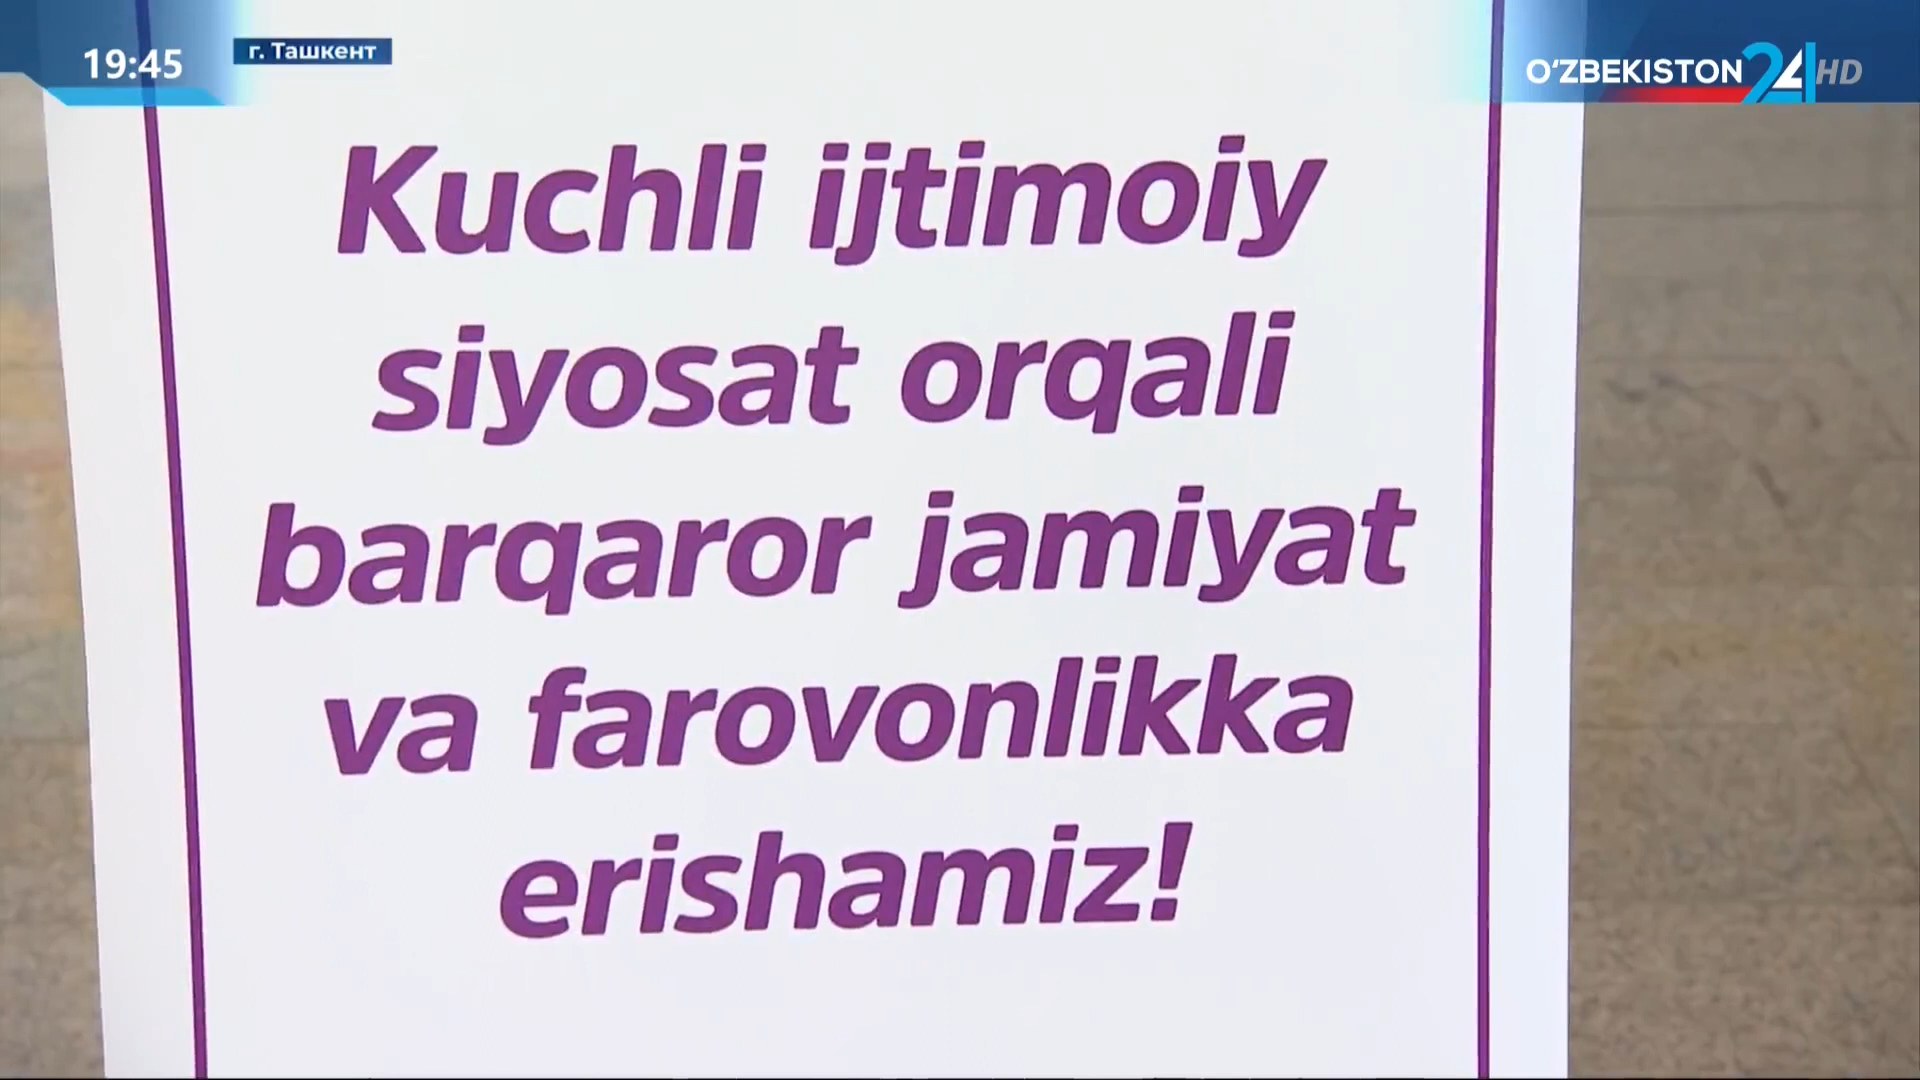 19:45
г. Ташкент
O‘ZBEKISTON 24 HD
Kuchli ijtimoiy
siyosat orqali
barqaror jamiyat
va farovonlikka
erishamiz!